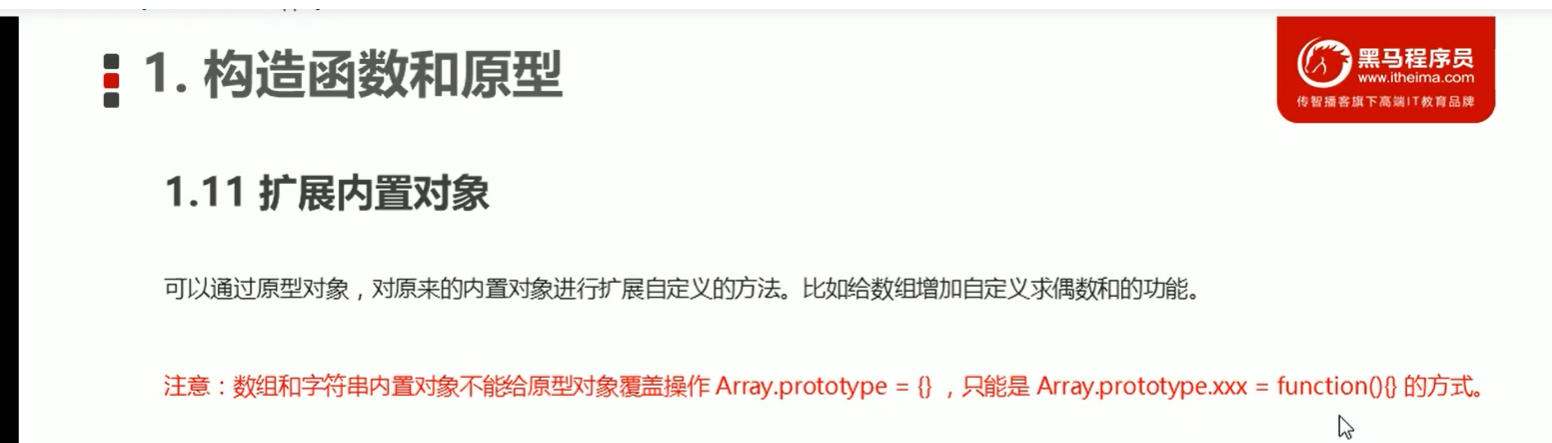 1. 构造函数和原型
黑马程序员
www.itheima.com
传智播客旗下高端IT教育品牌
1.11 扩展内置对象
可以通过原型对象，对原来的内置对象进行扩展自定义的方法。比如给数组增加自定义求偶数和的功能。
注意：数组和字符串内置对象不能给原型对象覆盖操作 Array.prototype = {} ，只能是 Array.prototype.xxx = function(){} 的方式。